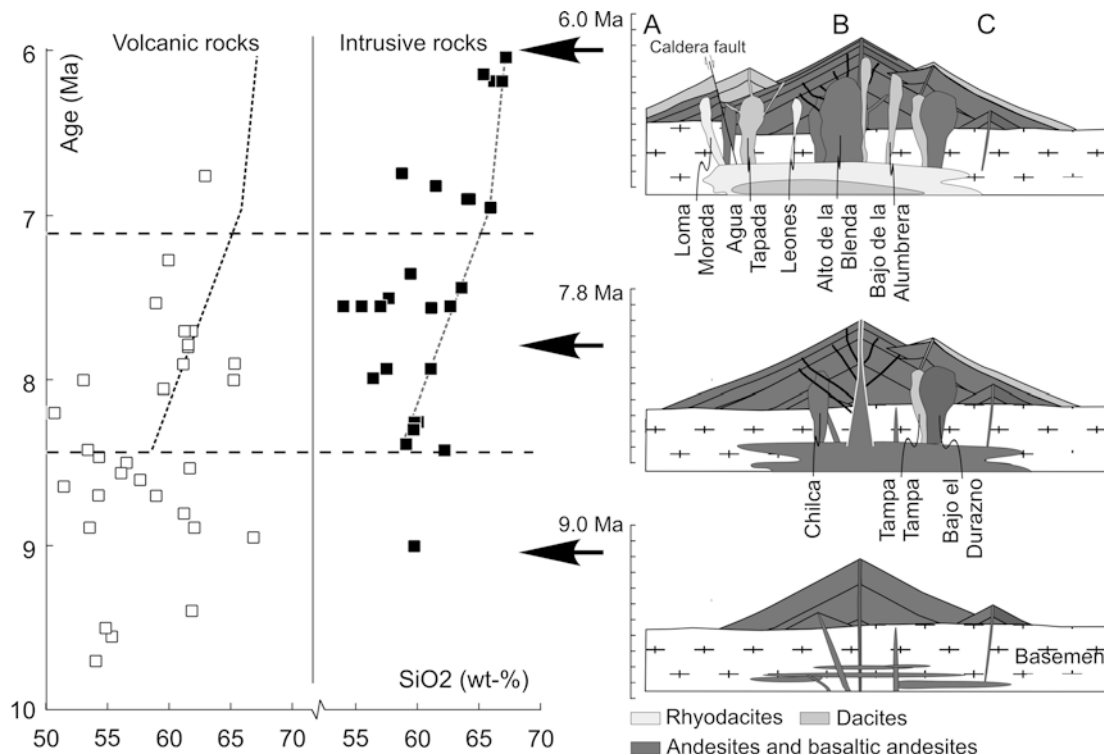 Volcanic rocks
Intrusive rocks
Age (Ma)
6
7
8
9
10
50
55
60
65
70
55
60
65
70
SiO2 (wt-%)
6.0 Ma
A
B
C
Caldera fault
Loma
Morada
Agua
Tapada
Leones
Alto de la
Blenda
Bajo de la
Alumbrera
7.8 Ma
Chilca
Tampa
Tampa
Bajo el
Durazno
9.0 Ma
Basemen
Rhyodacites
Dacites
Andesites and basaltic andesites